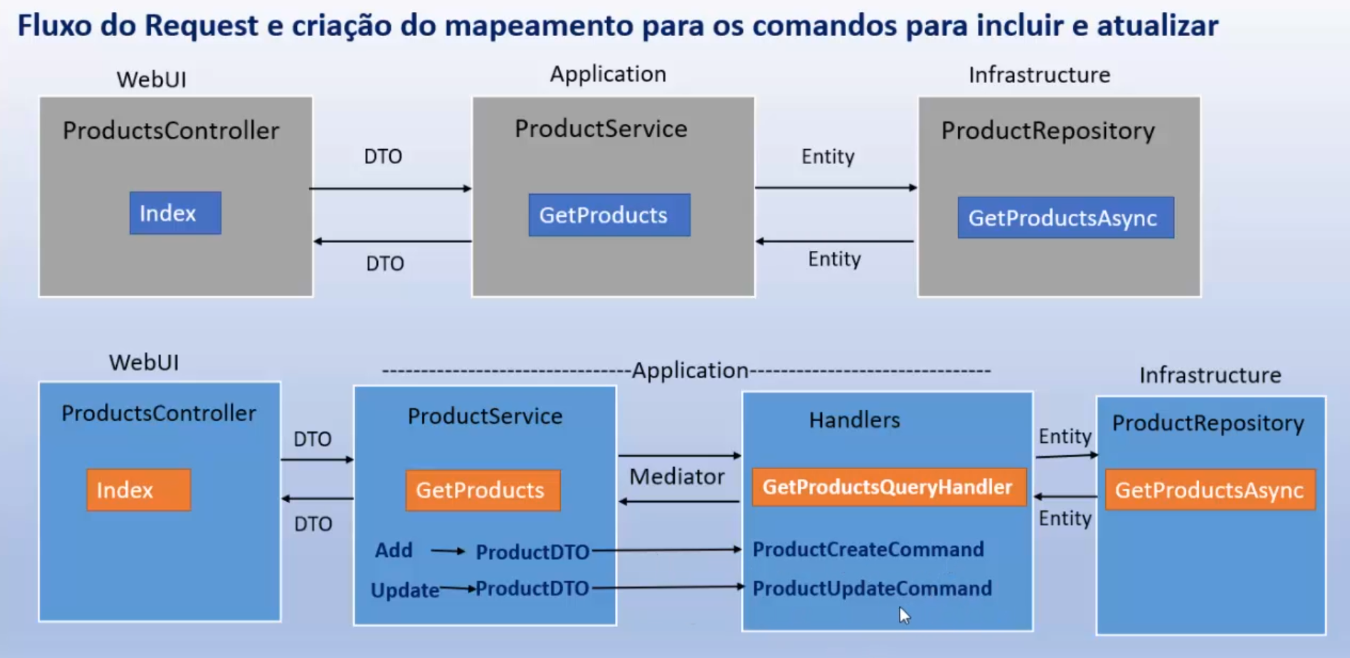 Fluxo do Request e criação do mapeamento para os comandos para incluir e atualizar
WebUI
Application
Infrastructure
ProductsController
ProductService
ProductRepository
DTO
Entity
Index
GetProducts
GetProductsAsync
DTO
Entity
WebUI
-----Application-----
Infrastructure
ProductsController
ProductService
Handlers
ProductRepository
DTO
Entity
Mediator
Index
GetProducts
GetProductsQueryHandler
GetProductsAsync
DTO
Entity
Add
ProductDTO
ProductCreateCommand
Update
ProductDTO
ProductUpdateCommand